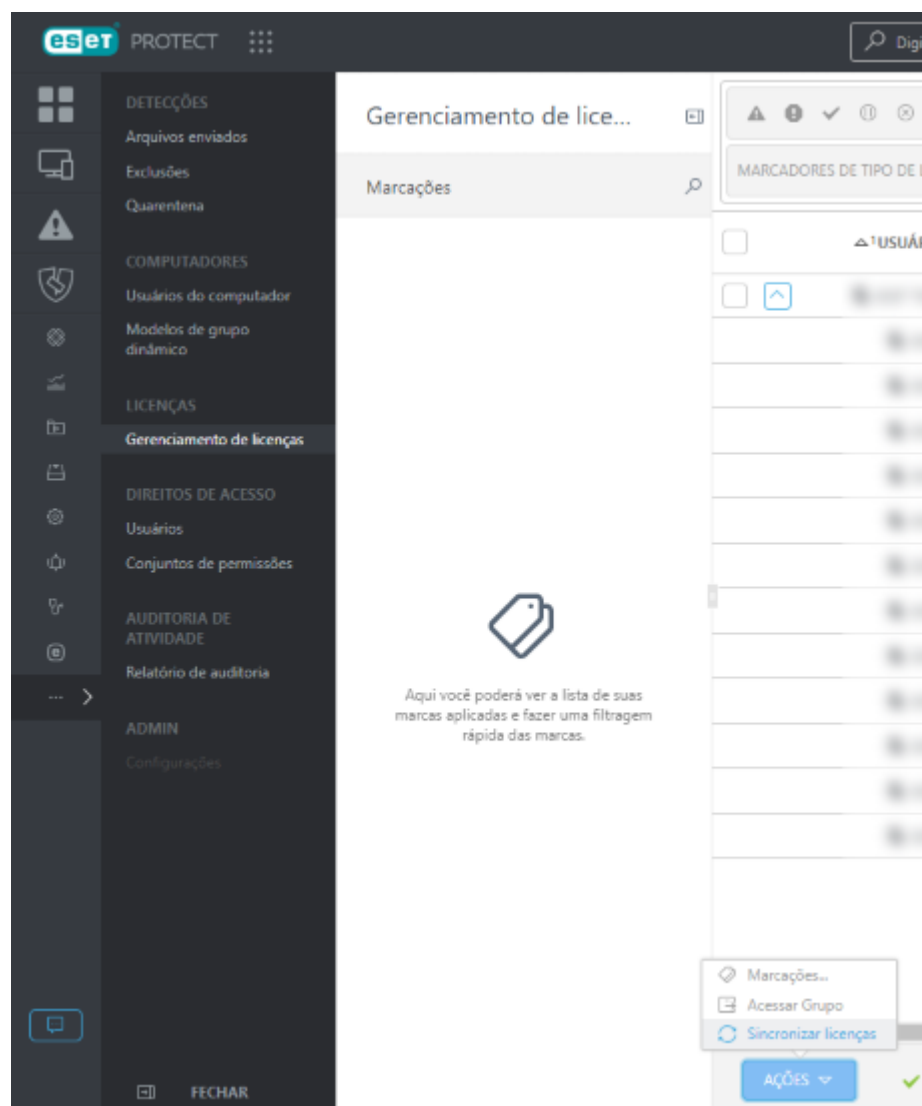 eset PROTECT
Digi
DETECÇÕES
Arquivos enviados
Exclusões
Quarentena
COMPUTADORES
Usuários do computador
Modelos de grupo
dinâmico
LICENÇAS
Gerenciamento de licenças
DIREITOS DE ACESSO
Usuários
Conjuntos de permissões
AUDITORIA DE
ATIVIDADE
Relatório de auditoria
ADMIN
Configurações
FECHAR
Gerenciamento de lice...
Marcações
Aqui você poderá ver a lista de suas
marcas aplicadas e fazer uma filtragem
rápida das marcas.
MARCADORES DE TIPO DE
USUÁ
Marcações...
Acessar Grupo
Sincronizar licenças
AÇÕES